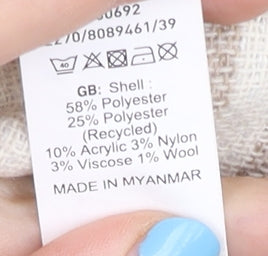 2270/8089461/39
40
GB: Shell :
58% Polyester
25% Polyester
(Recycled)
10% Acrylic 3% Nylon
3% Viscose 1% Wool
MADE IN MYANMAR